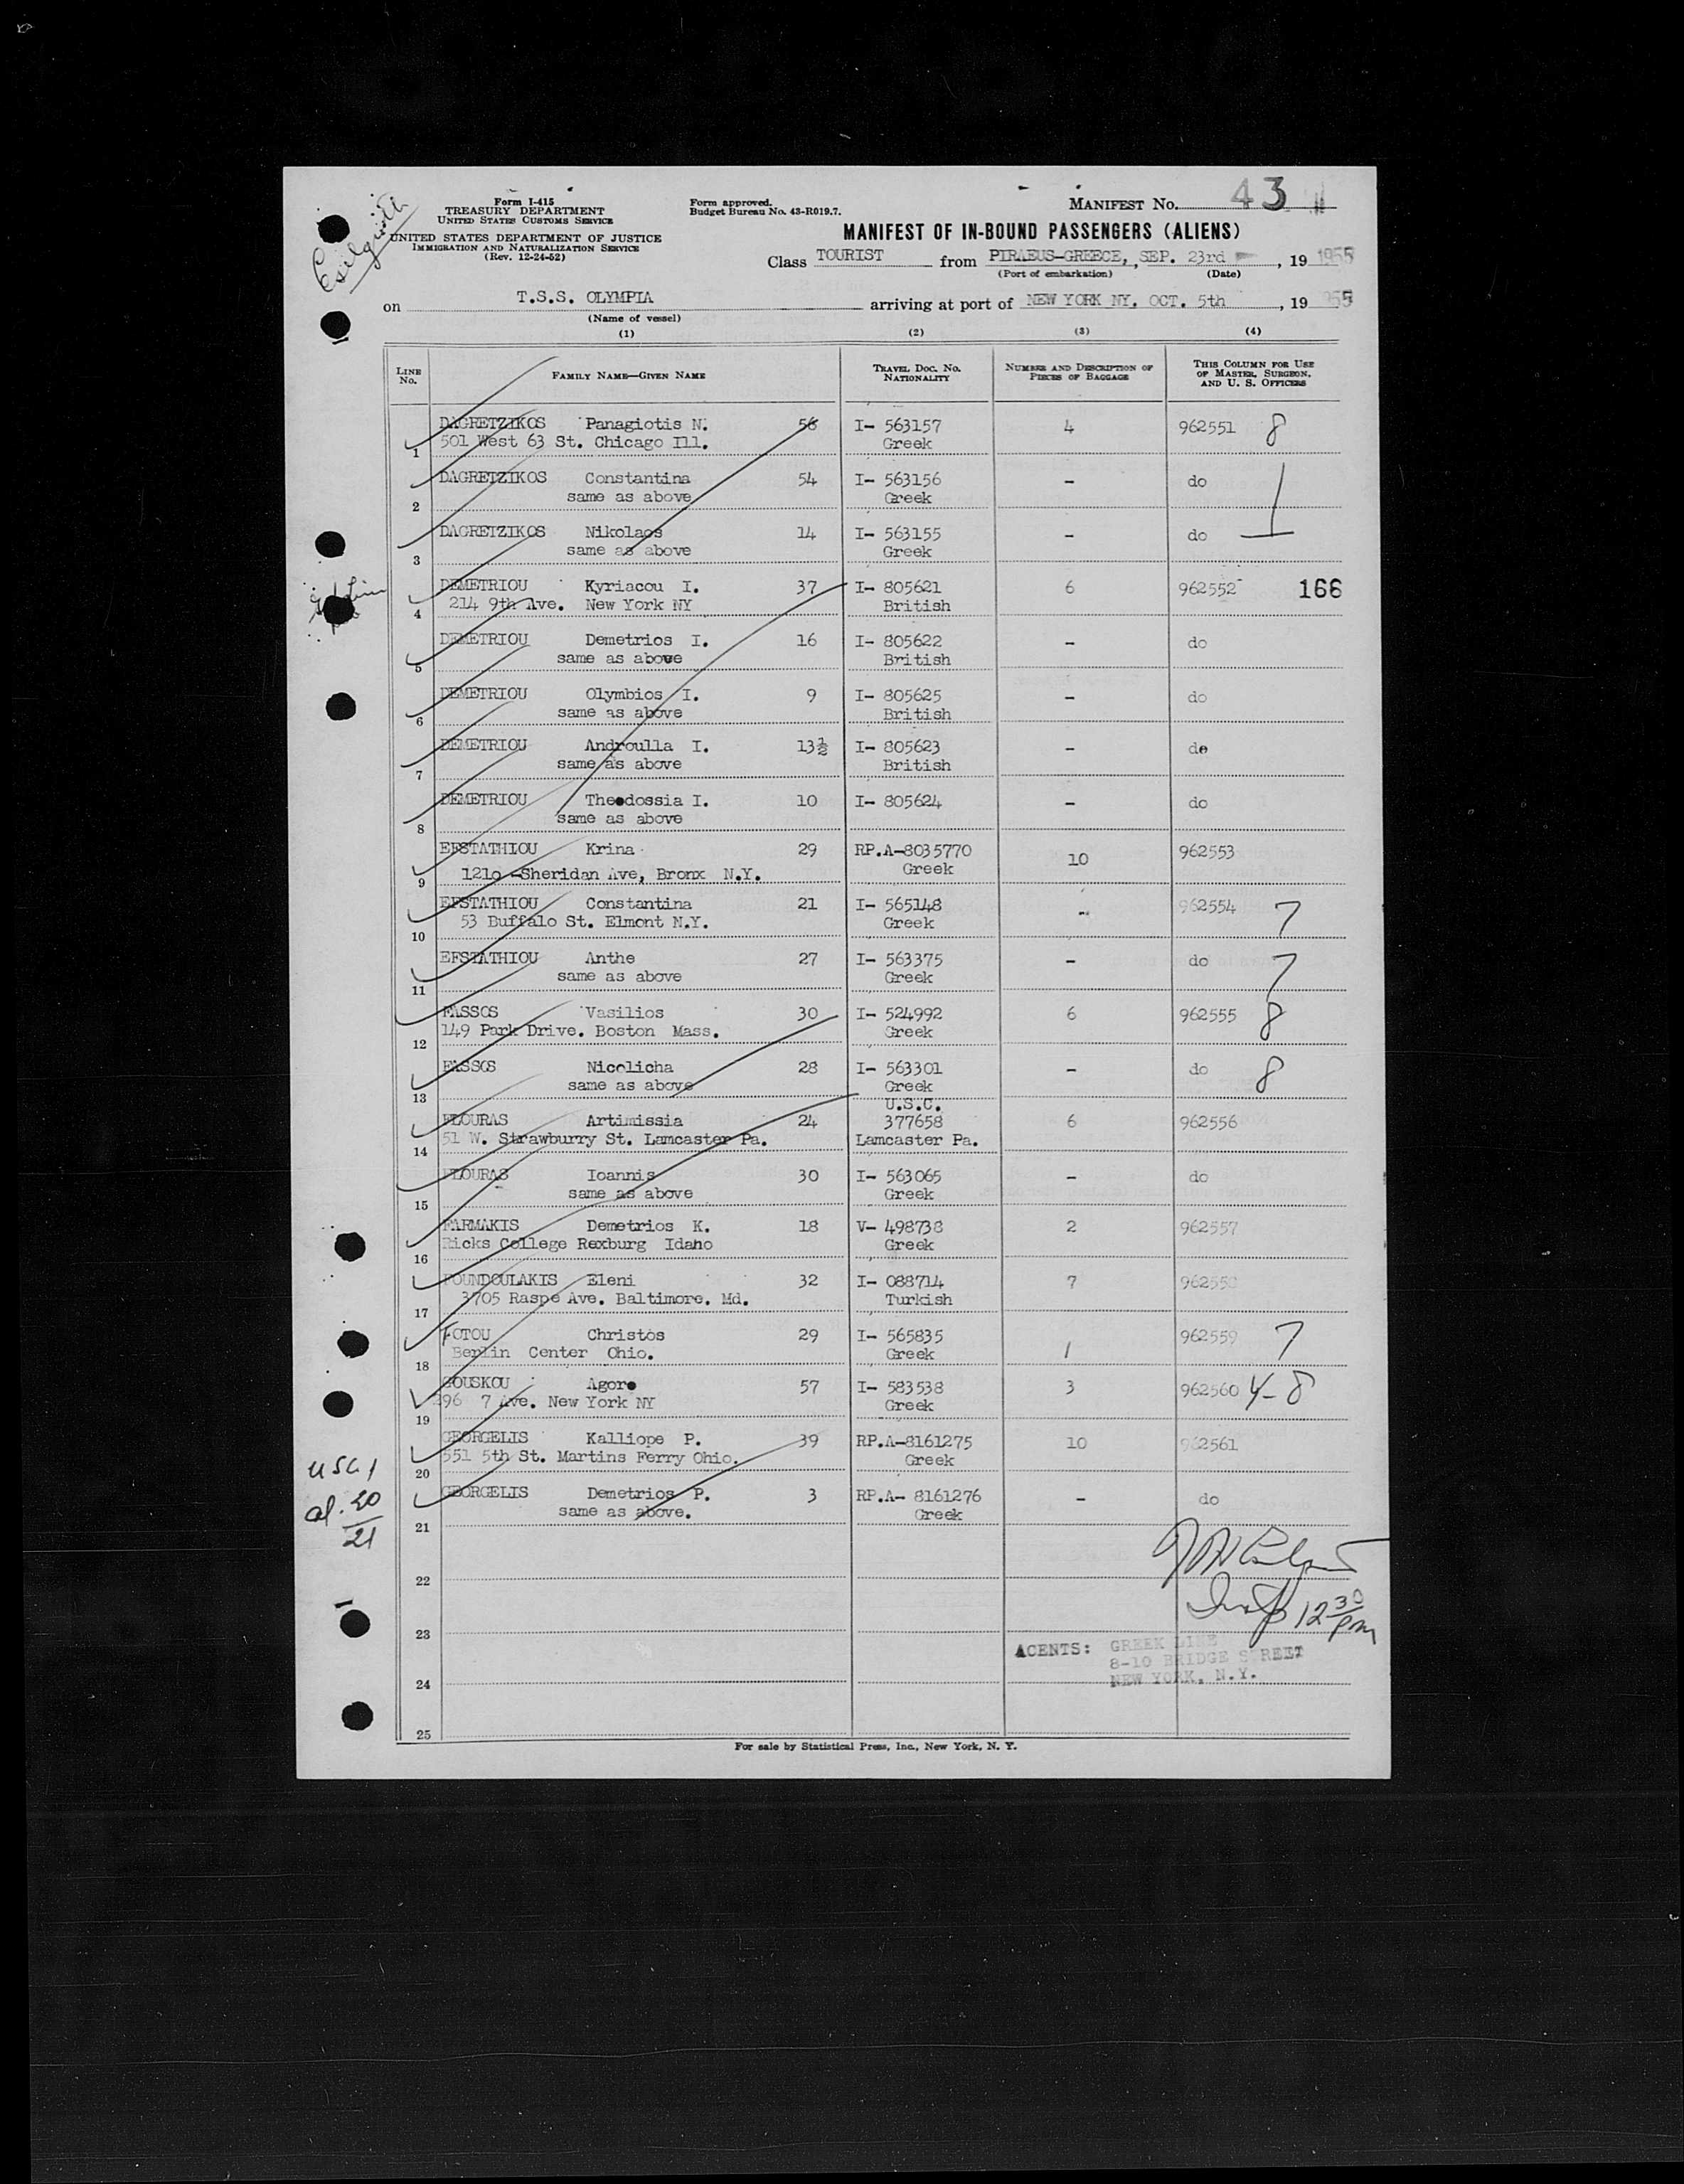 Form I-415
TREASURY DEPARTMENT
UNITED STATES CUSTOMS SERVICE
UNITED STATES DEPARTMENT OF JUSTICE
IMMIGRATION AND NATURALIZATION SERVICE
(Rev. 12-24-52)
Form approved.
Budget Bureau No. 43-R019.7.
MANIFEST NO. 43
MANIFEST OF IN-BOUND PASSENGERS (ALIENS)
Class TOURIST from PIRAEUS-GREECE, SEP. 23rd, 19 1955
(Port of embarkation) (Date)
on T.S.S. OLYMPIA arriving at port of NEW YORK NY. OCT. 5th, 19 955
(Name of vessel)
(1) (2) (3) (4)
LINE NO. FAMILY NAME—GIVEN NAME TRAVEL DOC. NO. NATIONALITY NUMBER AND DESCRIPTION OF PIECES OF BAGGAGE THIS COLUMN FOR USE OF MASTER, SURGEON, AND U. S. OFFICERS
DAGRETZIKOS Panagiotis N. 56 I- 563157 4 962551 8
1 501 West 63 St. Chicago Ill. Greek
DAGRETZIKOS Constantina 54 I- 563156 - do
2 same as above Greek
DAGRETZIKOS Nikolaos 14 I- 563155 - do
3 same as above Greek
DEMETRIOU Kyriacou I. 37 I- 805621 6 962552 166
4 214 9th Ave. New York NY British
DEMETRIOU Demetrios I. 16 I- 805622 - do
5 same as above British
DEMETRIOU Olympios I. 9 I- 805625 - do
6 same as above British
DEMETRIOU Androulla I. 13½ I- 805623 - do
7 same as above British
DEMETRIOU Theodossia I. 10 I- 805624 - do
8 same as above
EFSTATHIOU Krina 29 RP.A-8035770 10 962553
9 121o -Sheridan Ave, Bronx N.Y. Greek
EFSTATHIOU Constantina 21 I- 565148 - 962554 7
10 53 Buffalo St. Elmont N.Y. Greek
EFSTATHIOU Anthe 27 I- 563375 - do 7
11 same as above Greek
FASSOS Vasilios 30 I- 524992 6 962555 8
12 149 Park Drive. Boston Mass. Greek
FASSOS Nicolicha 28 I- 563301 - do 8
13 same as above Greek
U.S.C.
FLOURAS Artimissia 24 377658 6 962556
14 51 W. Strawburry St. Lamcaster Pa. Lamcaster Pa.
FLOURAS Ioannis 30 I- 563065 - do
15 same as above Greek
FARMAKIS Demetrios K. 18 V- 498738 2 962557
16 Ricks College Rexburg Idaho Greek
FOUNDOULAKIS Eleni 32 I- 088714 7 962558
17 3705 Raspe Ave. Baltimore. Md. Turkish
FOTOU Christos 29 I- 565835 1 962559 7
18 Berlin Center Ohio. Greek
GOUSKOU Agoro 57 I- 583538 3 962560 4-8
19 396 7 Ave. New York NY Greek
GEORGELIS Kalliope P. 39 RP.A-8161275 10 962561
20 551 5th St. Martins Ferry Ohio. Greek
GEORGELIS Demetrios P. 3 RP.A- 8161276 - do
21 same as above. Greek
USC 1
al. 20
21
22
12 30 pm
23
AGENTS: GREEK LINE
8-10 BRIDGE STREET
NEW YORK, N.Y.
24
25
For sale by Statistical Press, Inc., New York, N. Y.